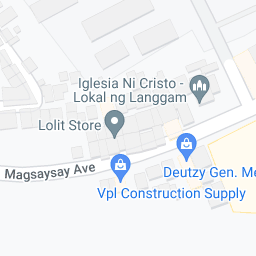 Iglesia Ni Cristo -
Lokal ng Langgam
Lolit Store
Magsaysay Ave
Deutzy Gen. Me
Vpl Construction Supply